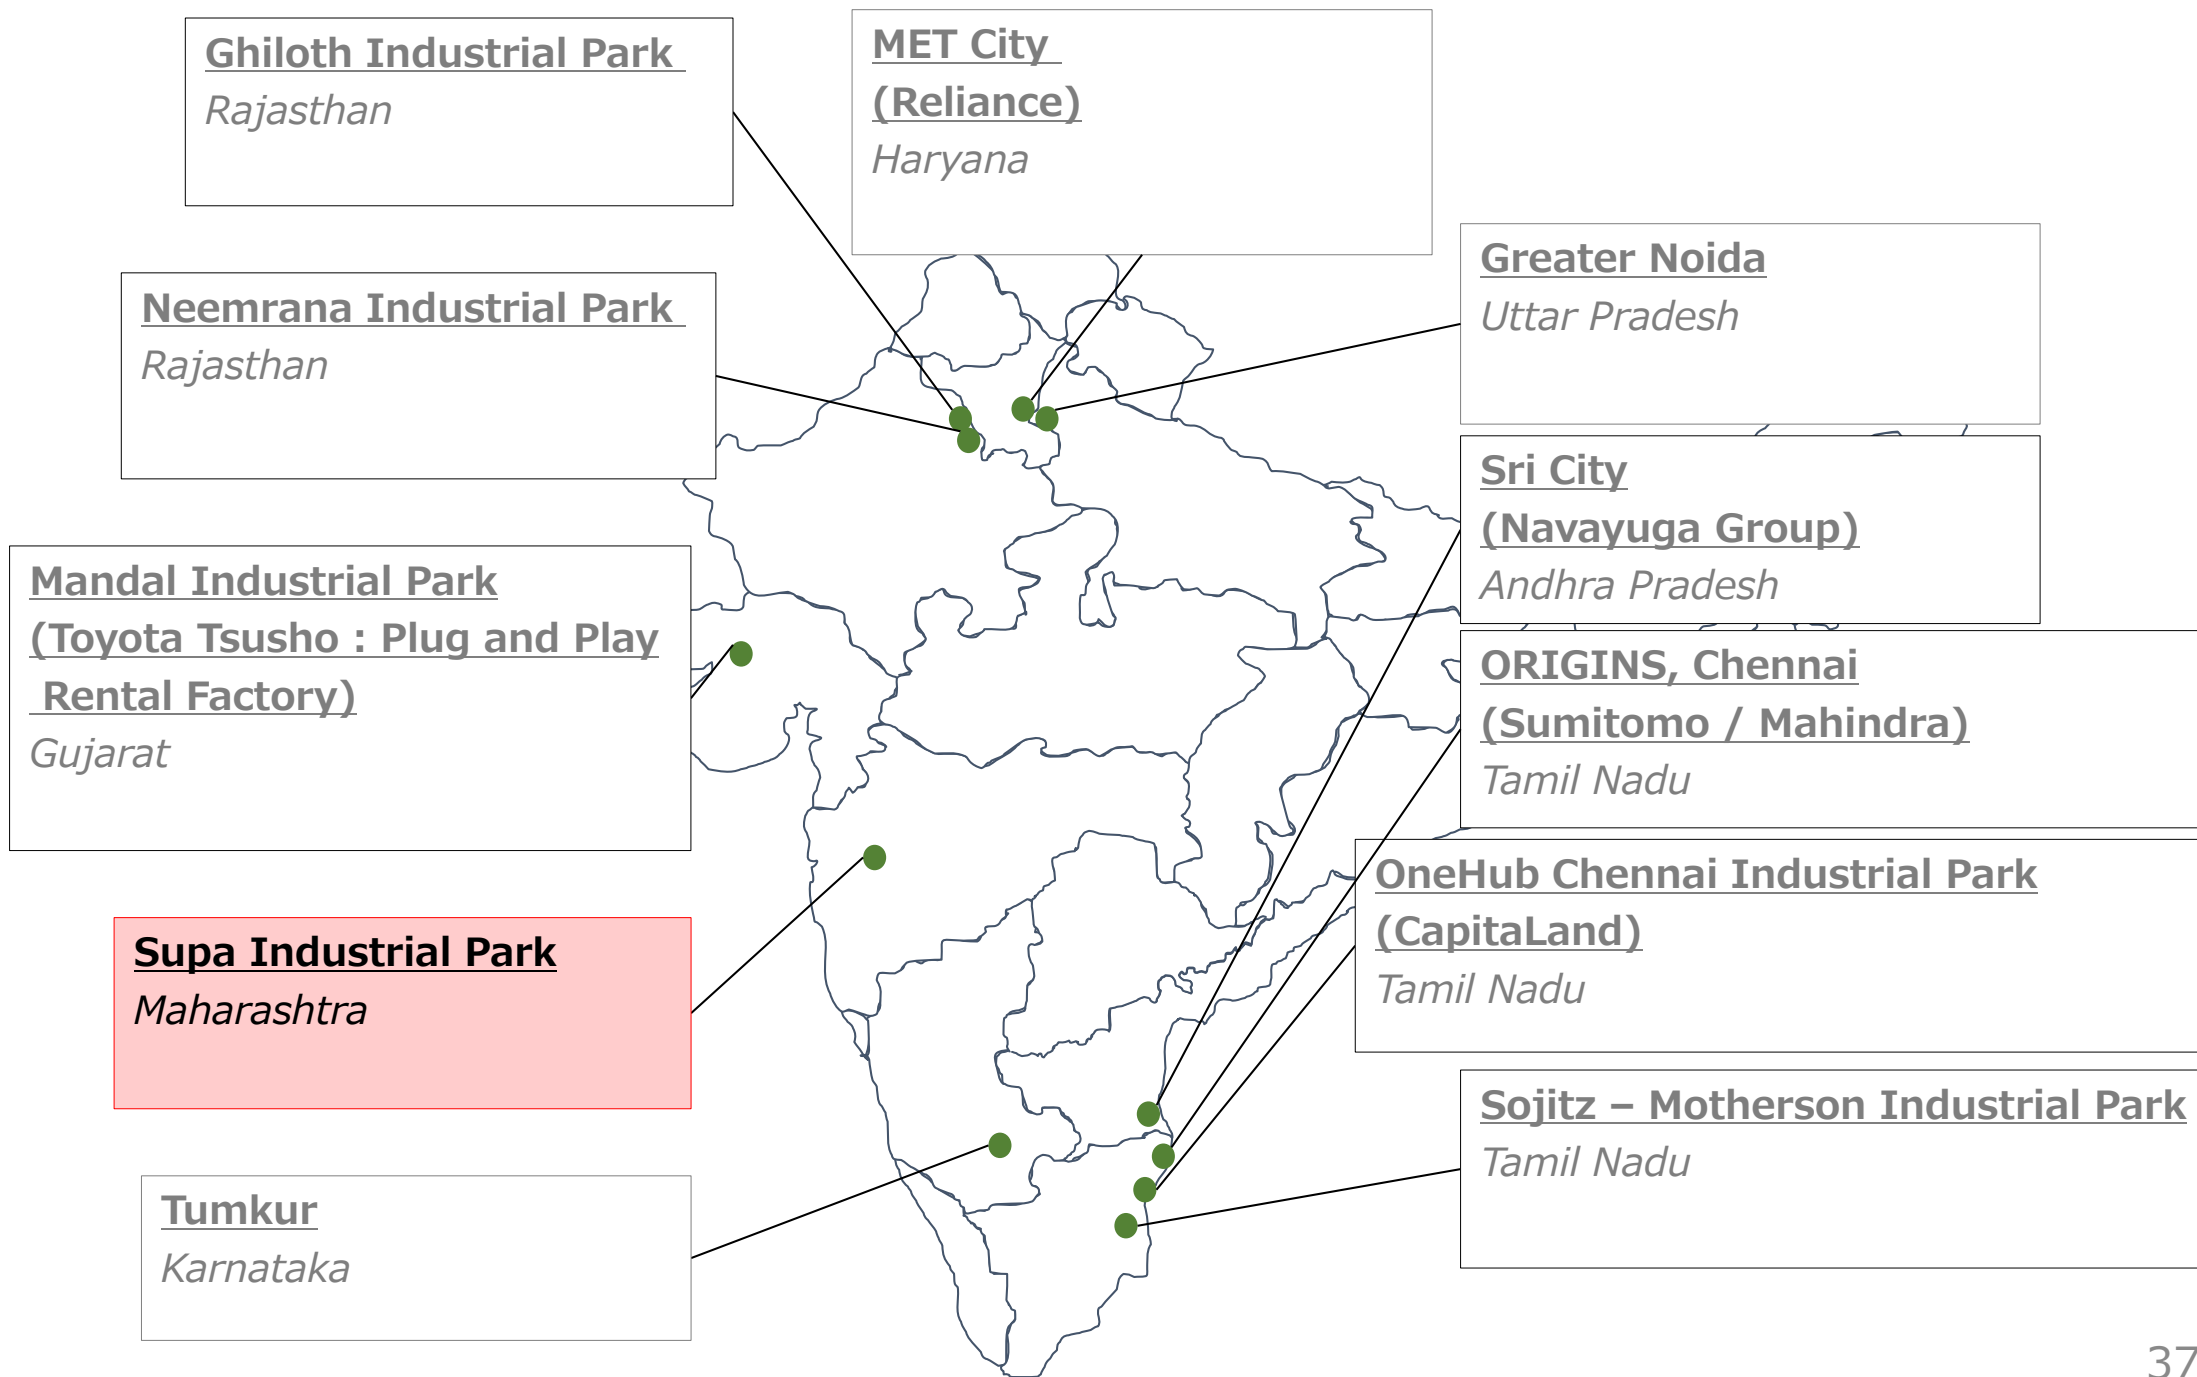 Ghiloth Industrial Park
Rajasthan
MET City
(Reliance)
Haryana
Neemrana Industrial Park
Rajasthan
Greater Noida
Uttar Pradesh
Mandal Industrial Park
(Toyota Tsusho : Plug and Play
Rental Factory)
Gujarat
Sri City
(Navayuga Group)
Andhra Pradesh
ORIGINS, Chennai
(Sumitomo / Mahindra)
Tamil Nadu
Supa Industrial Park
Maharashtra
OneHub Chennai Industrial Park
(CapitaLand)
Tamil Nadu
Tumkur
Karnataka
Sojitz – Motherson Industrial Park
Tamil Nadu
37